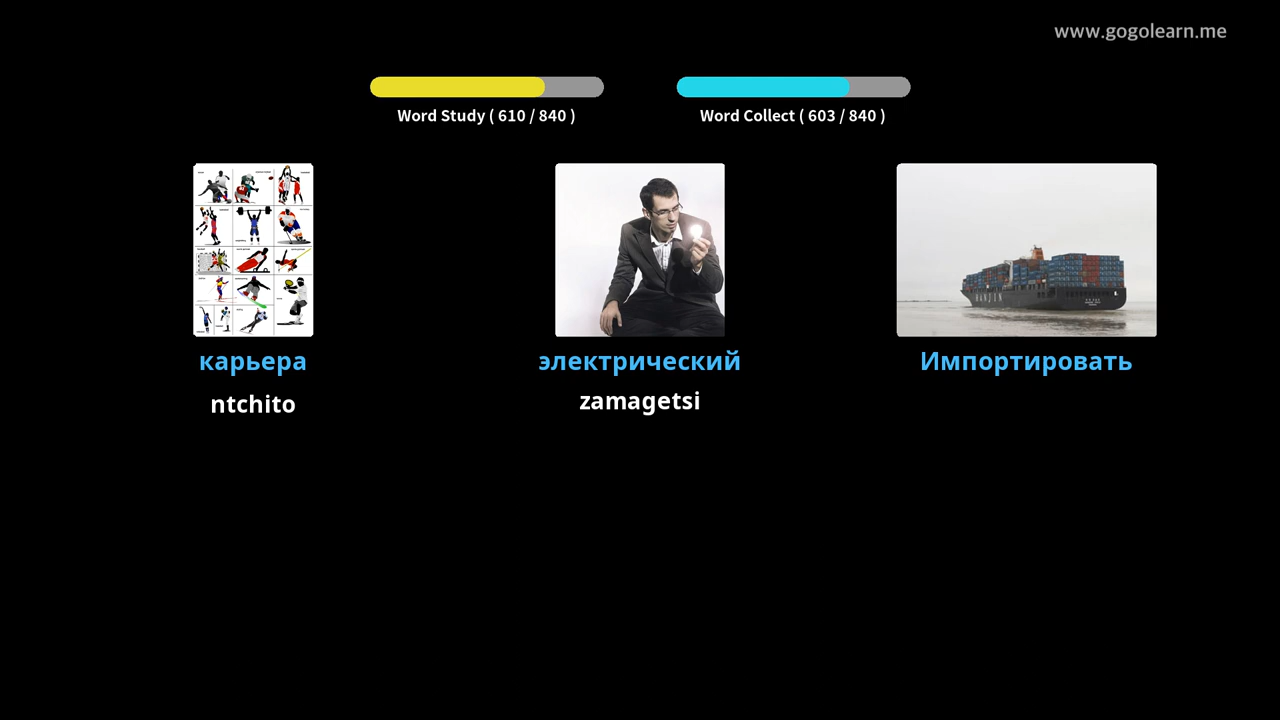 www.gogolearn.me
Word Study ( 610 / 840 )
Word Collect ( 603 / 840 )
карьера
электрический
Импортировать
ntchito
zamagetsi